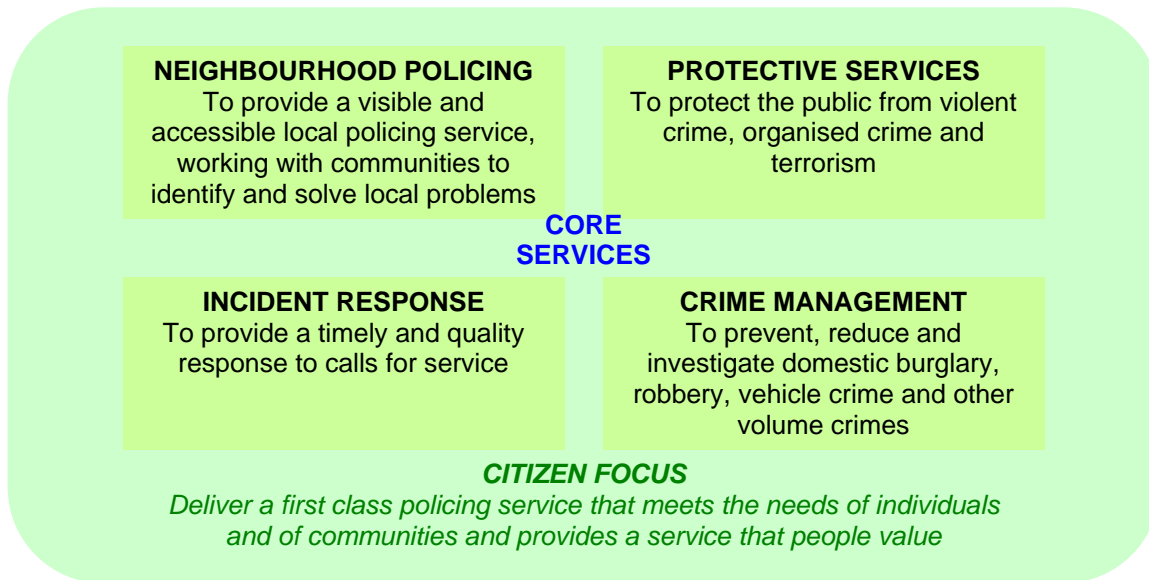 NEIGHBOURHOOD POLICING
To provide a visible and
accessible local policing service,
working with communities to
identify and solve local problems
PROTECTIVE SERVICES
To protect the public from violent
crime, organised crime and
terrorism
CORE
SERVICES
INCIDENT RESPONSE
To provide a timely and quality
response to calls for service
CRIME MANAGEMENT
To prevent, reduce and
investigate domestic burglary,
robbery, vehicle crime and other
volume crimes
CITIZEN FOCUS
Deliver a first class policing service that meets the needs of individuals
and of communities and provides a service that people value